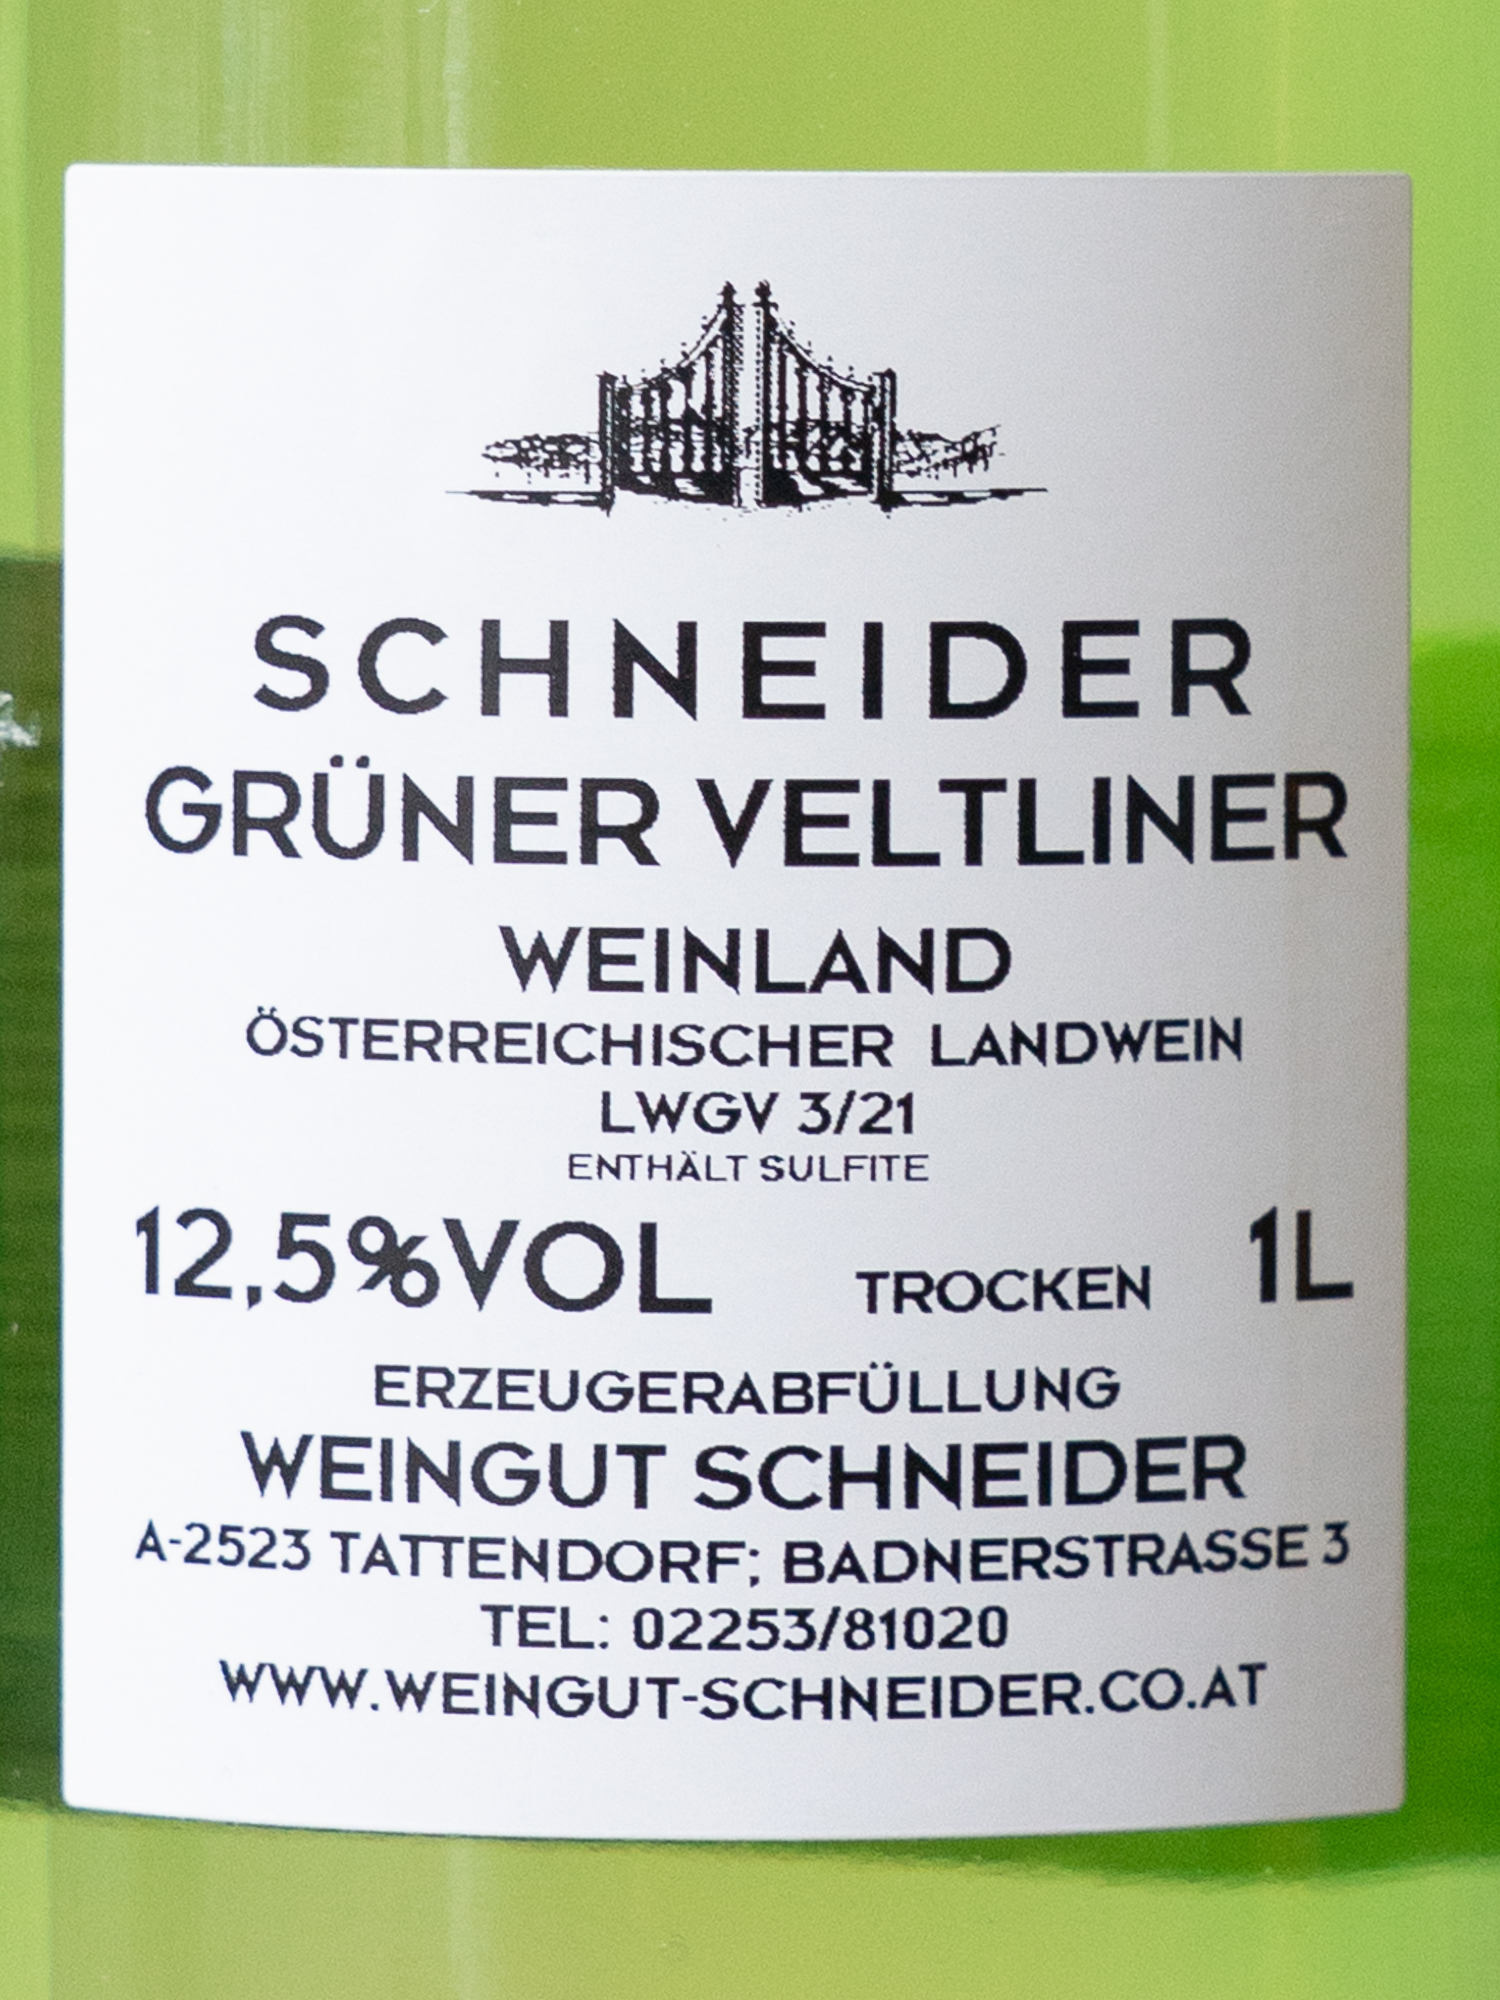 SCHNEIDER
GRÜNER VELTLINER
WEINLAND
ÖSTERREICHISCHER LANDWEIN
LWGV 3/21
ENTHÄLT SULFITE
12,5%VOL TROCKEN 1L
ERZEUGERABFÜLLUNG
WEINGUT SCHNEIDER
A-2523 TATTENDORF; BADNERSTRASSE 3
TEL: 02253/81020
WWW.WEINGUT-SCHNEIDER.CO.AT